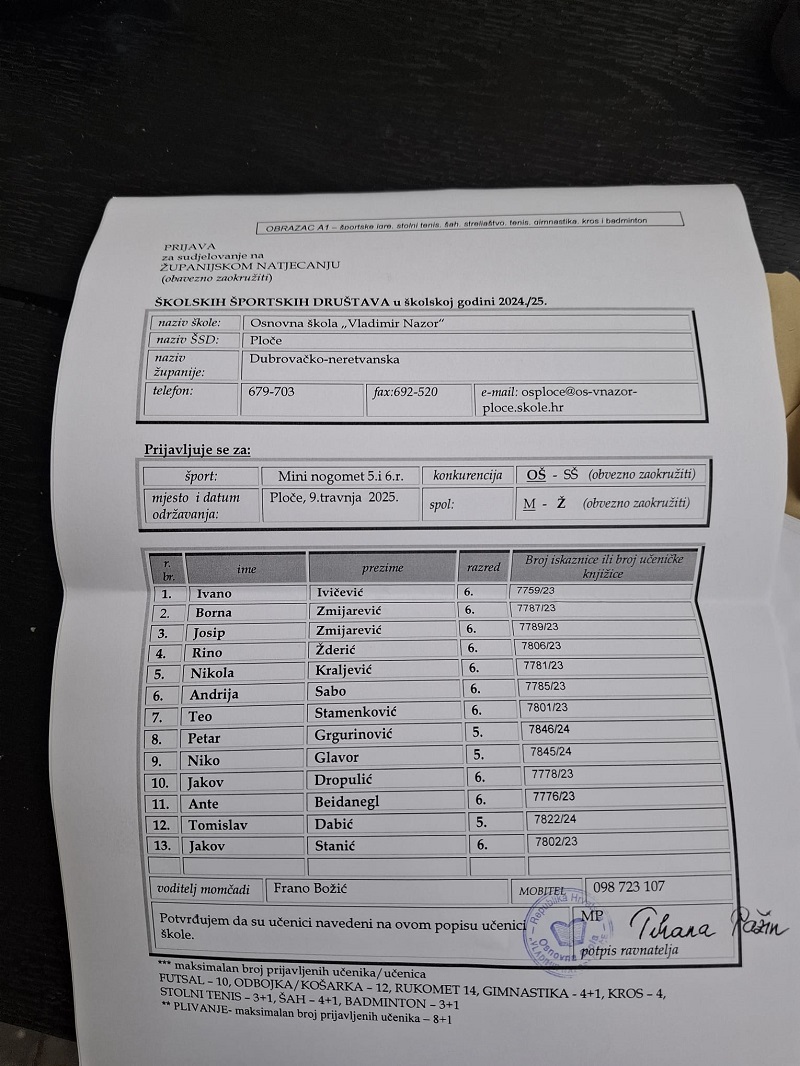 OBRAZAC A1 – športske igre, stolni tenis, šah, streljaštvo, tenis, gimnastika, kros i badminton
PRIJAVA
za sudjelovanje na
ŽUPANIJSKOM NATJECANJU
(obavezno zaokružiti)
ŠKOLSKIH ŠPORTSKIH DRUŠTAVA u školskoj godini 2024./25.
naziv škole: Osnovna škola „Vladimir Nazor"
naziv ŠSD: Ploče
naziv županije: Dubrovačko-neretvanska
telefon: 679-703 fax:692-520 e-mail: osploce@os-vnazor-
ploce.skole.hr
Prijavljuje se za:
šport: Mini nogomet 5.i 6.r. konkurencija OŠ - SŠ (obvezno zaokružiti)
mjesto i datum održavanja: Ploče, 9.travnja 2025. spol: M - Ž (obvezno zaokružiti)
r. br. ime prezime razred Broj iskaznice ili broj učeničke knjižice
1. Ivano Ivičević 6. 7759/23
2. Borna Zmijarević 6. 7787/23
3. Josip Zmijarević 6. 7789/23
4. Rino Žderić 6. 7806/23
5. Nikola Kraljević 6. 7781/23
6. Andrija Sabo 6. 7785/23
7. Teo Stamenković 6. 7801/23
8. Petar Grgurinović 5. 7846/24
9. Niko Glavor 5. 7845/24
10. Jakov Dropulić 6. 7778/23
11. Ante Beidanegl 6. 7776/23
12. Tomislav Dabić 5. 7822/24
13. Jakov Stanić 6. 7802/23
voditelj momčadi Frano Božić MOBITEL 098 723 107
Potvrđujem da su učenici navedeni na ovom popisu učenici
škole.
MP Tihana Ražin
potpis ravnatelja
Republika
Osnovna
*** maksimalan broj prijavljenih učenika/učenica
FUTSAL – 10, ODBOJKA/KOŠARKA – 12, RUKOMET 14, GIMNASTIKA - 4+1, KROS – 4,
STOLNI TENIS – 3+1, ŠAH – 4+1, BADMINTON – 3+1
** PLIVANJE- maksimalan broj prijavljenih učenika – 8+1